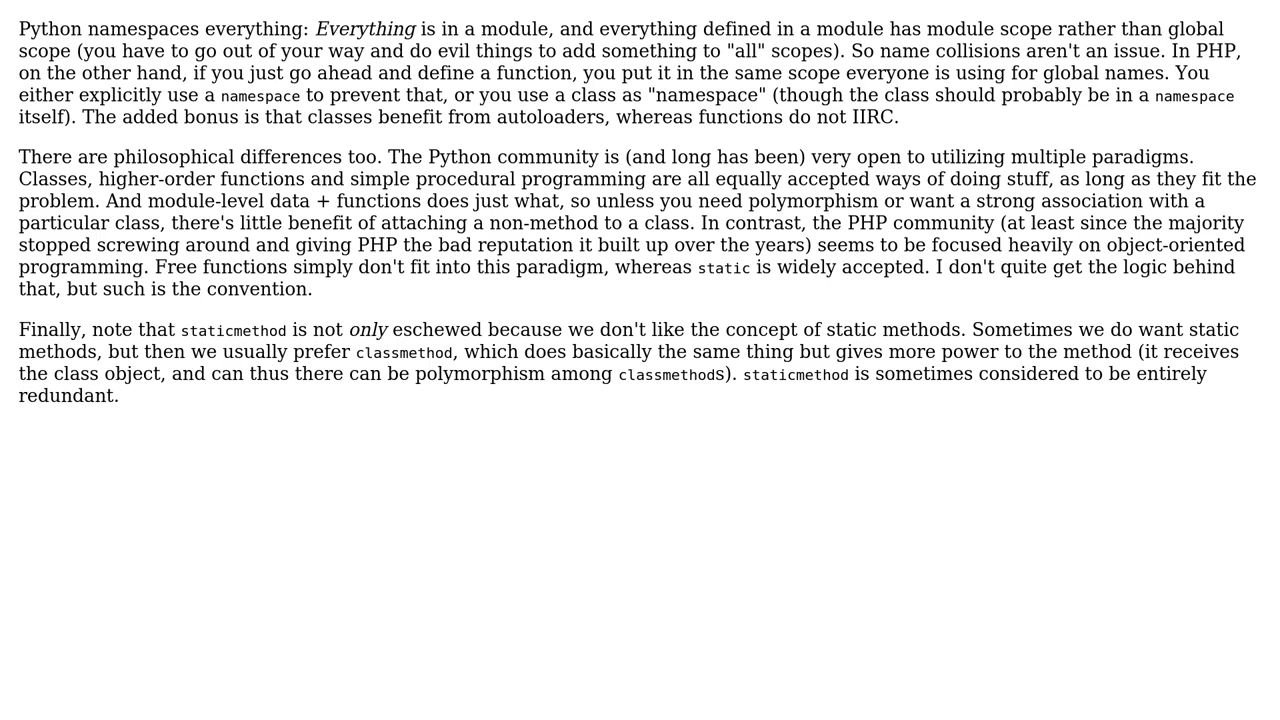 Python namespaces everything: Everything is in a module, and everything defined in a module has module scope rather than global
scope (you have to go out of your way and do evil things to add something to "all" scopes). So name collisions aren't an issue. In PHP,
on the other hand, if you just go ahead and define a function, you put it in the same scope everyone is using for global names. You
either explicitly use a namespace to prevent that, or you use a class as "namespace" (though the class should probably be in a namespace
itself). The added bonus is that classes benefit from autoloaders, whereas functions do not IIRC.
There are philosophical differences too. The Python community is (and long has been) very open to utilizing multiple paradigms.
Classes, higher-order functions and simple procedural programming are all equally accepted ways of doing stuff, as long as they fit the
problem. And module-level data + functions does just what, so unless you need polymorphism or want a strong association with a
particular class, there's little benefit of attaching a non-method to a class. In contrast, the PHP community (at least since the majority
stopped screwing around and giving PHP the bad reputation it built up over the years) seems to be focused heavily on object-oriented
programming. Free functions simply don't fit into this paradigm, whereas static is widely accepted. I don't quite get the logic behind
that, but such is the convention.
Finally, note that staticmethod is not only eschewed because we don't like the concept of static methods. Sometimes we do want static
methods, but then we usually prefer classmethod, which does basically the same thing but gives more power to the method (it receives
the class object, and can thus there can be polymorphism among classmethods). staticmethod is sometimes considered to be entirely
redundant.